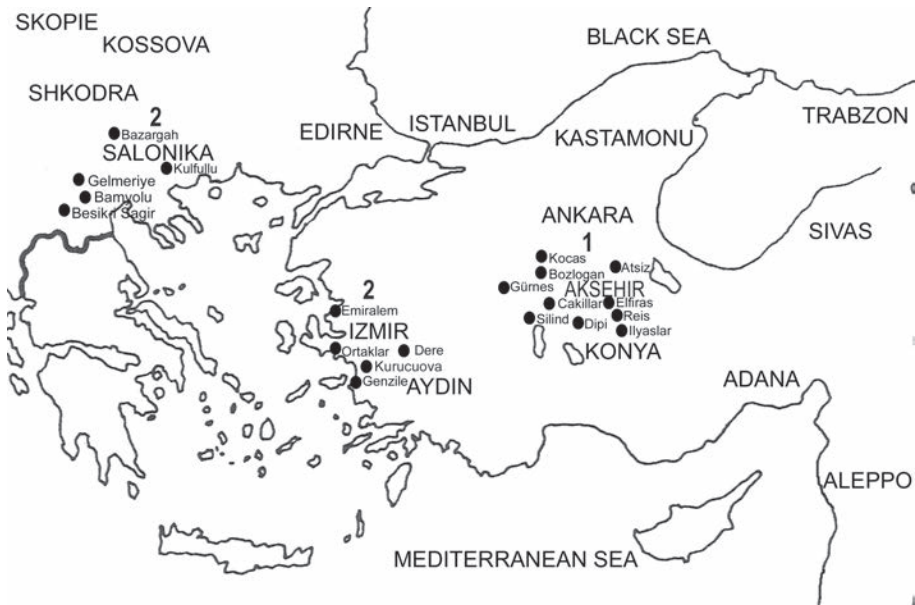 SKOPIE
KOSSOVA
SHKODRA
2
Bazargah
SALONIKA
Kulfullu
Gelmeriye
Bamyolu
Besik-i Sagir
EDIRNE
ISTANBUL
BLACK SEA
KASTAMONU
TRABZON
ANKARA
SIVAS
1
Kocas
Bozlogan
Atsiz
Gürnes
AKSEHIR
Cakillar
Elfiras
Silind
Dipi
Reis
Ilyaslar
KONYA
2
Emiralem
IZMIR
Ortaklar
Dere
Kurucuova
Genzile
AYDIN
ADANA
ALEPPO
MEDITERRANEAN SEA